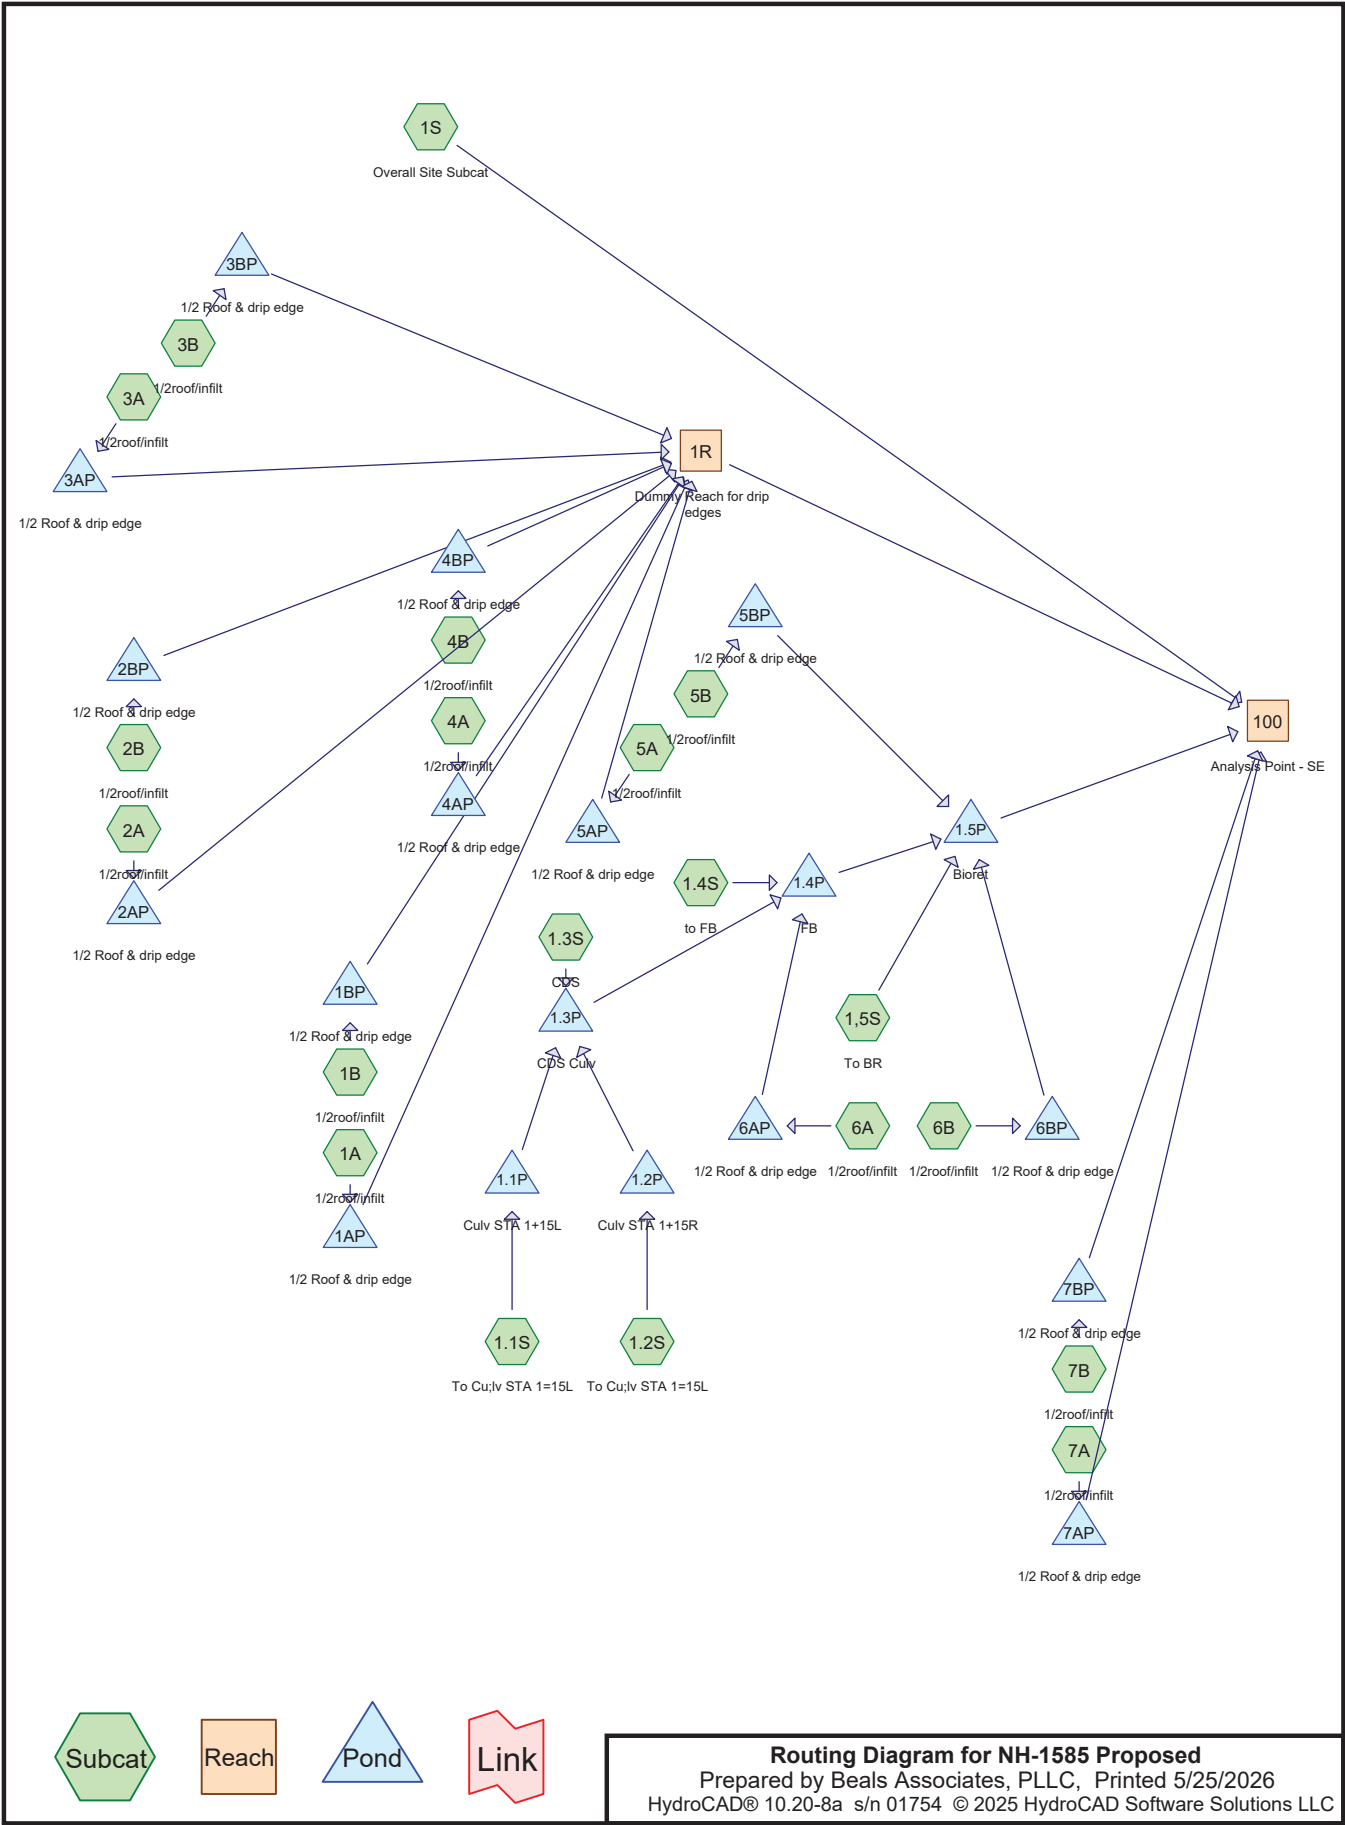 1S
Overall Site Subcat
3BP
1/2 Roof & drip edge
3B
1/2roof/infilt
3A
1/2roof/infilt
3AP
1/2 Roof & drip edge
1R
Dummy Reach for drip
edges
4BP
1/2 Roof & drip edge
4B
1/2roof/infilt
4A
1/2roof/infilt
4AP
1/2 Roof & drip edge
5BP
1/2 Roof & drip edge
5B
1/2roof/infilt
5A
1/2roof/infilt
5AP
1/2 Roof & drip edge
2BP
1/2 Roof & drip edge
2B
1/2roof/infilt
2A
1/2roof/infilt
2AP
1/2 Roof & drip edge
100
Analysis Point - SE
1.5P
Bioret
1.4S
to FB
1.4P
FB
1.3S
CDS
1.3P
CDS Culv
1,5S
To BR
1BP
1/2 Roof & drip edge
1B
1/2roof/infilt
1A
1/2roof/infilt
1AP
1/2 Roof & drip edge
6AP
1/2 Roof & drip edge
6A
1/2roof/infilt
6B
1/2roof/infilt
6BP
1/2 Roof & drip edge
1.1P
Culv STA 1+15L
1.2P
Culv STA 1+15R
1.1S
To Cu;lv STA 1=15L
1.2S
To Cu;lv STA 1=15L
7BP
1/2 Roof & drip edge
7B
1/2roof/infilt
7A
1/2roof/infilt
7AP
1/2 Roof & drip edge
Subcat
Reach
Pond
Link
Routing Diagram for NH-1585 Proposed
Prepared by Beals Associates, PLLC,  Printed 5/25/2026
HydroCAD® 10.20-8a  s/n 01754  © 2025 HydroCAD Software Solutions LLC